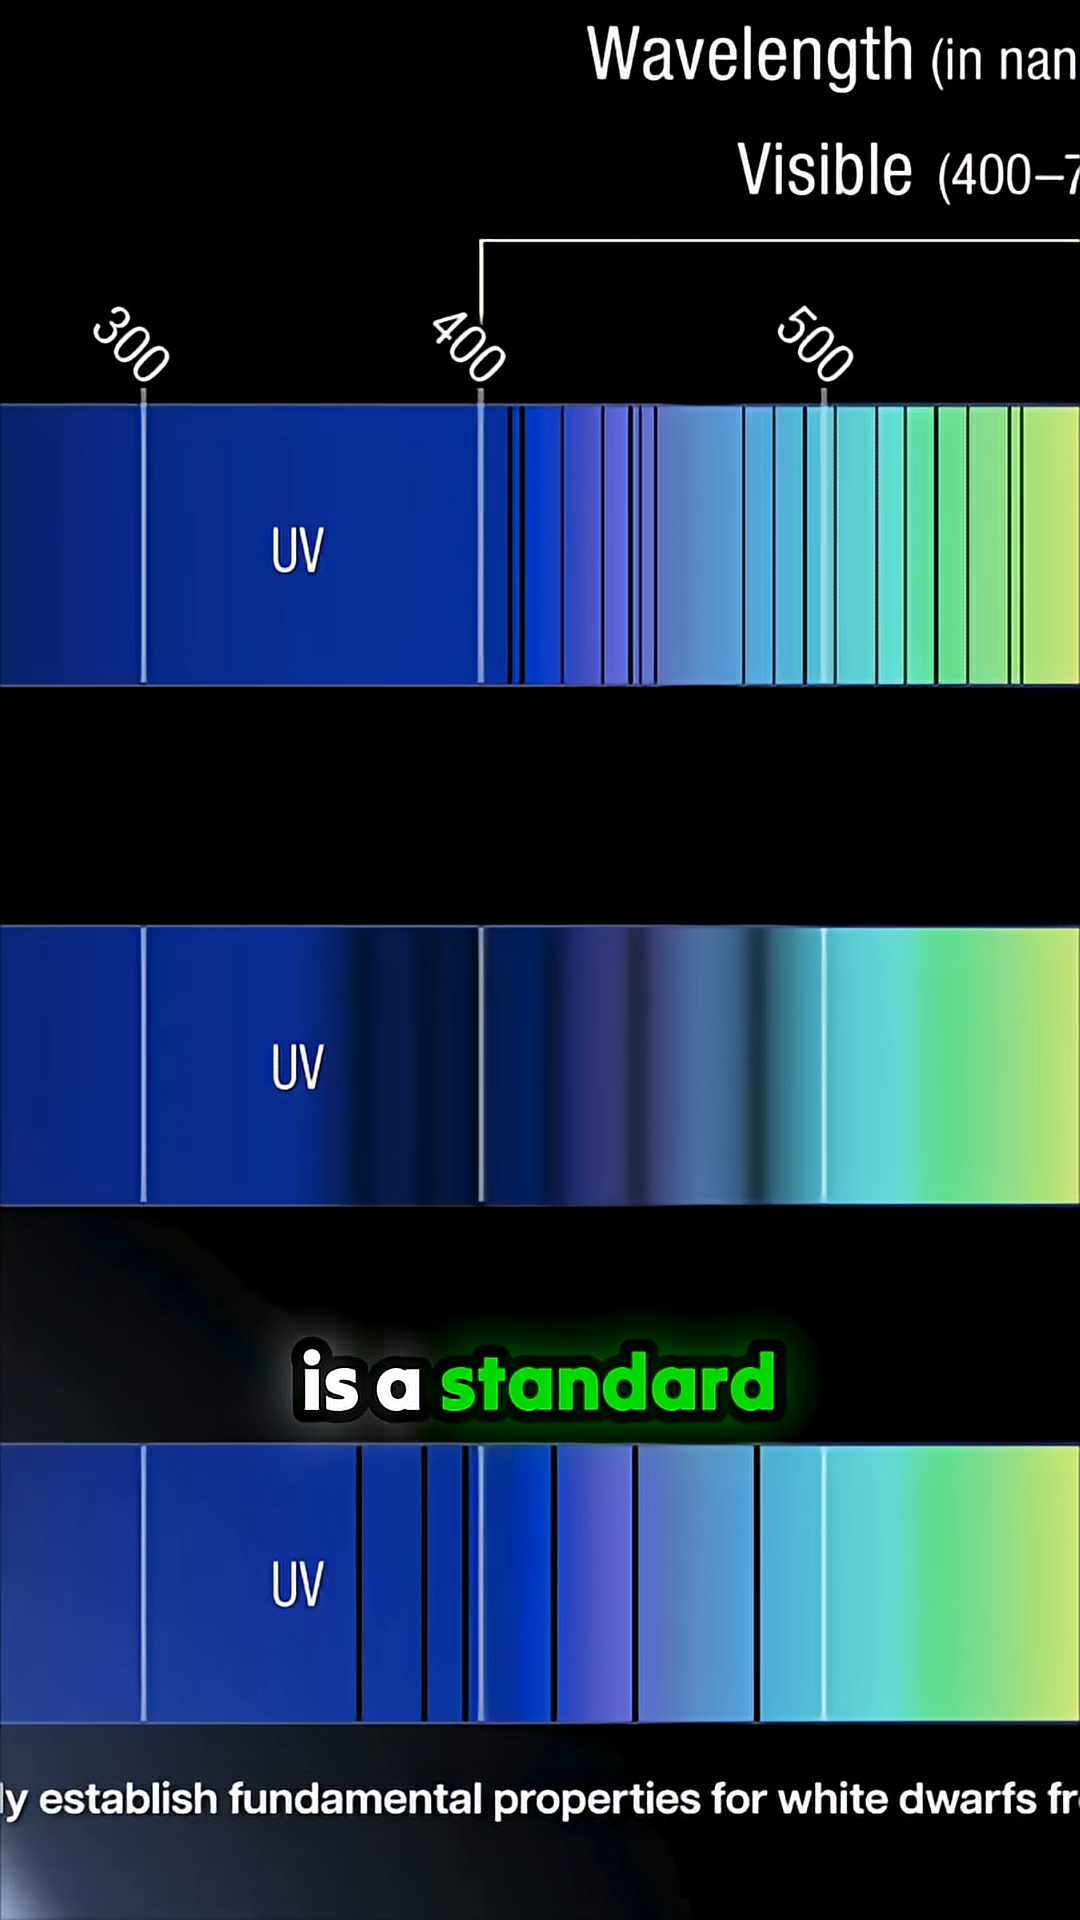 Wavelength (in nan
Visible (400–7
300 400 500
UV
UV
is a standard
UV
ly establish fundamental properties for white dwarfs fr